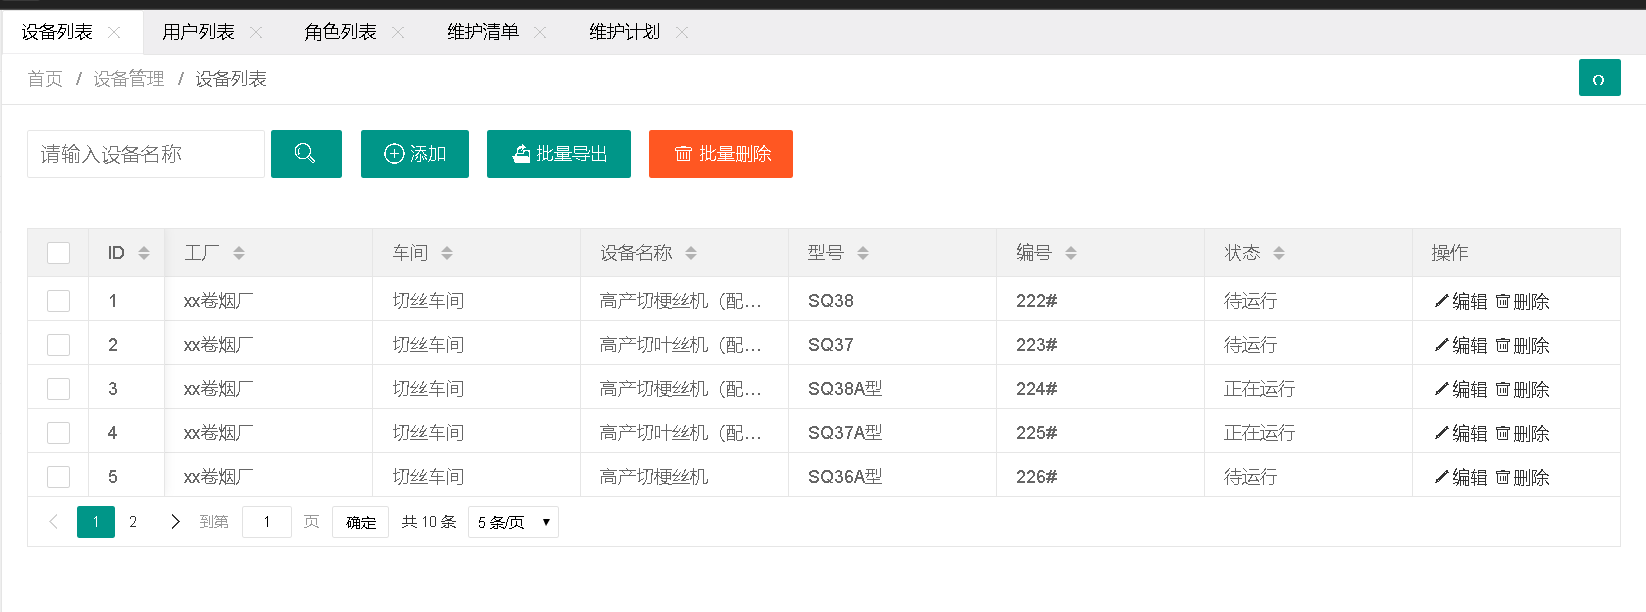 设备列表 用户列表 角色列表 维护清单 维护计划
首页 / 设备管理 / 设备列表
请输入设备名称 添加 批量导出 批量删除
ID 工厂 车间 设备名称 型号 编号 状态 操作
1 xx卷烟厂 切丝车间 高产切梗丝机（配... SQ38 222# 待运行 编辑 删除
2 xx卷烟厂 切丝车间 高产切叶丝机（配... SQ37 223# 待运行 编辑 删除
3 xx卷烟厂 切丝车间 高产切梗丝机（配... SQ38A型 224# 正在运行 编辑 删除
4 xx卷烟厂 切丝车间 高产切叶丝机（配... SQ37A型 225# 正在运行 编辑 删除
5 xx卷烟厂 切丝车间 高产切梗丝机 SQ36A型 226# 待运行 编辑 删除
1 2 到第 1 页 确定 共 10 条 5 条/页